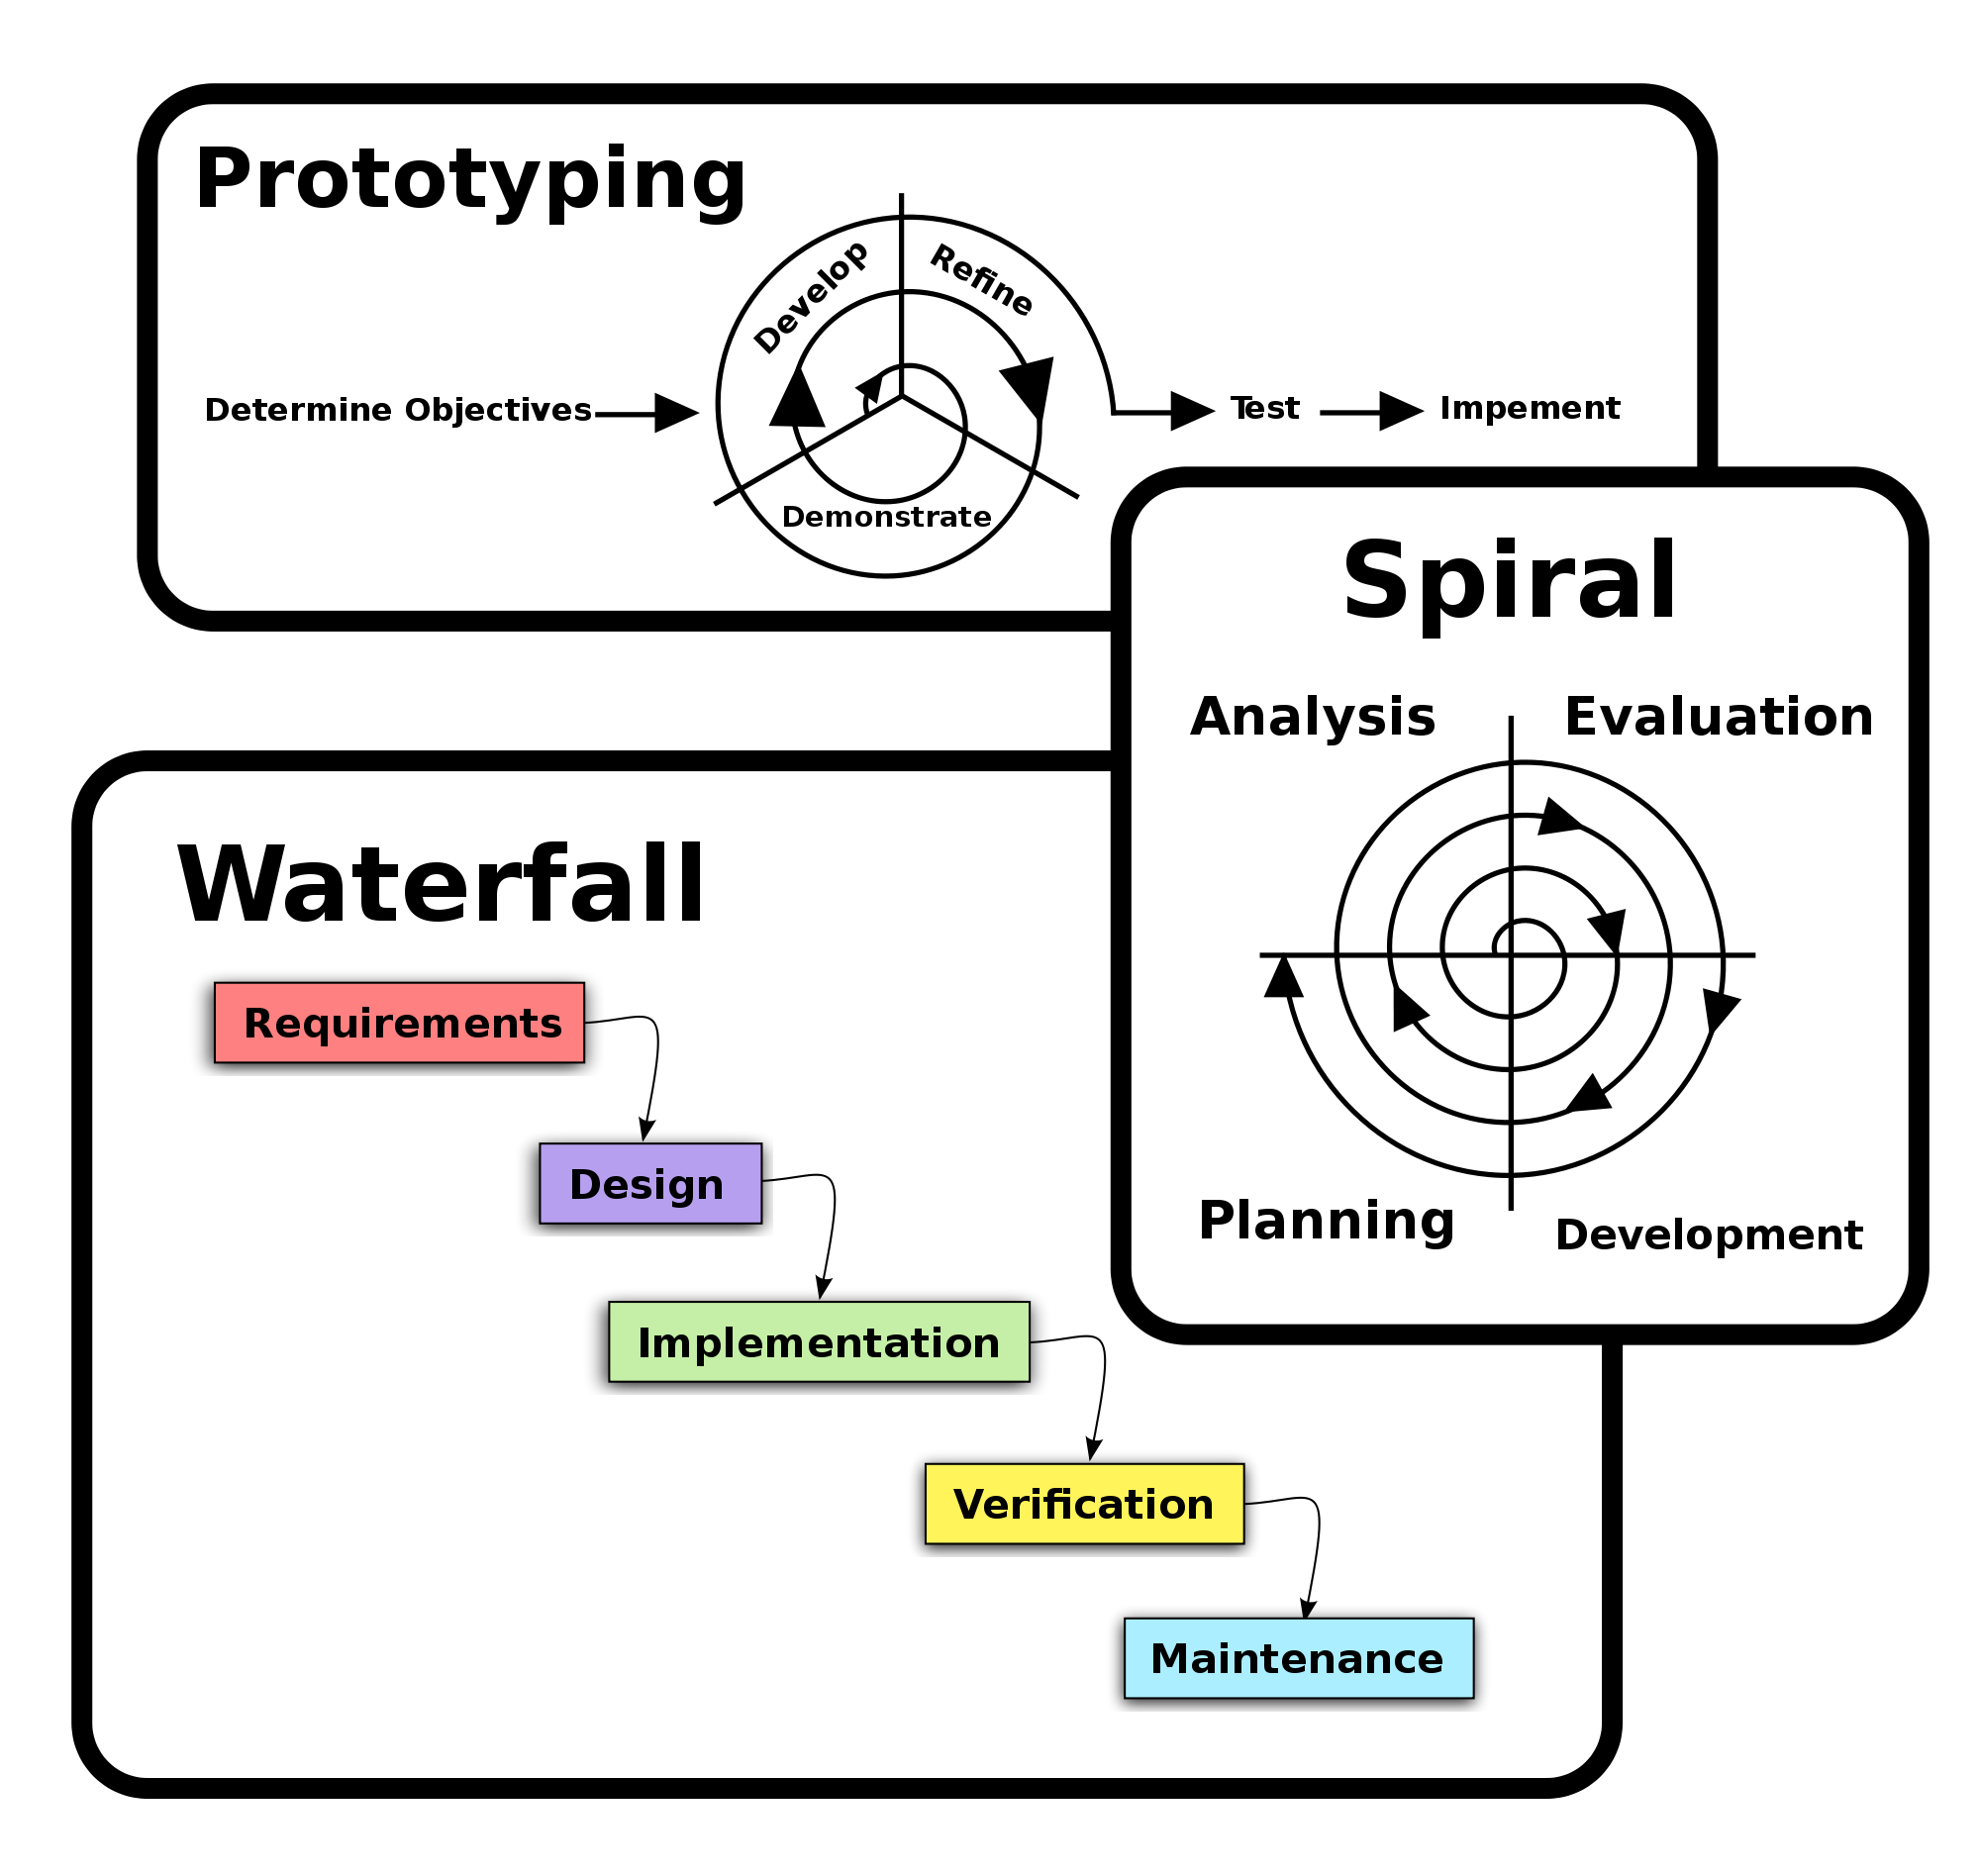 Prototyping
Develop
Refine
Determine Objectives
Test
Impement
Demonstrate
Spiral
Analysis
Evaluation
Planning
Development
Waterfall
Requirements
Design
Implementation
Verification
Maintenance